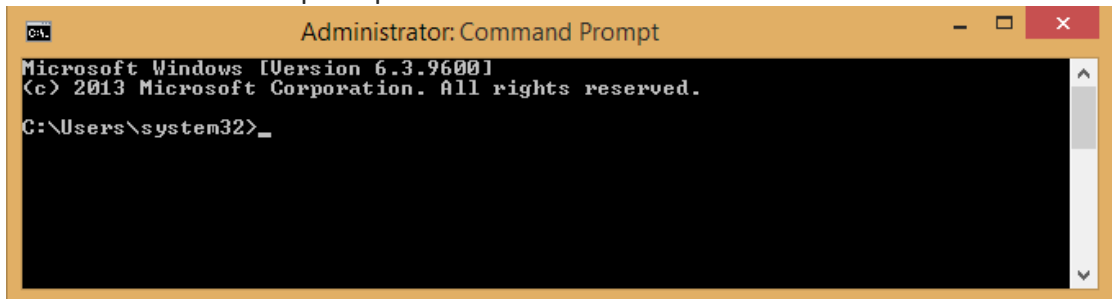 Administrator: Command Prompt
Microsoft Windows [Version 6.3.9600]
(c) 2013 Microsoft Corporation. All rights reserved.
C:\Users\system32>_